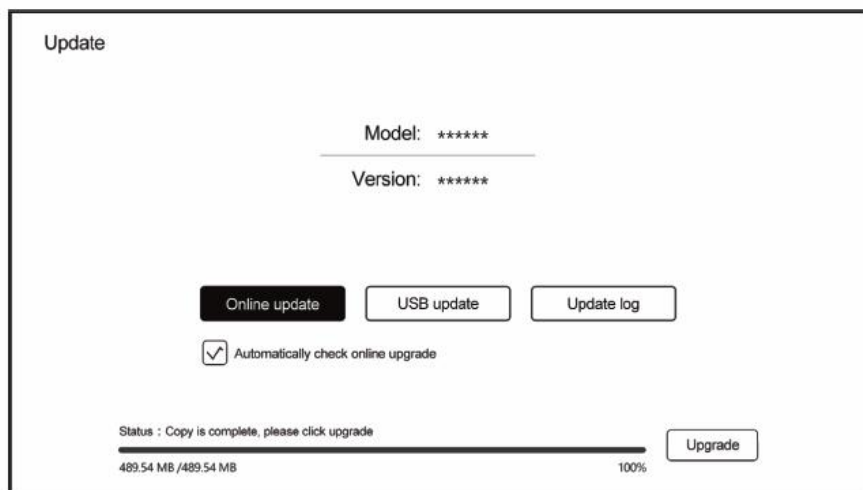 Update
Model: ******
Version: ******
Online update USB update Update log
Automatically check online upgrade
Status : Copy is complete, please click upgrade
Upgrade
489.54 MB /489.54 MB 100%